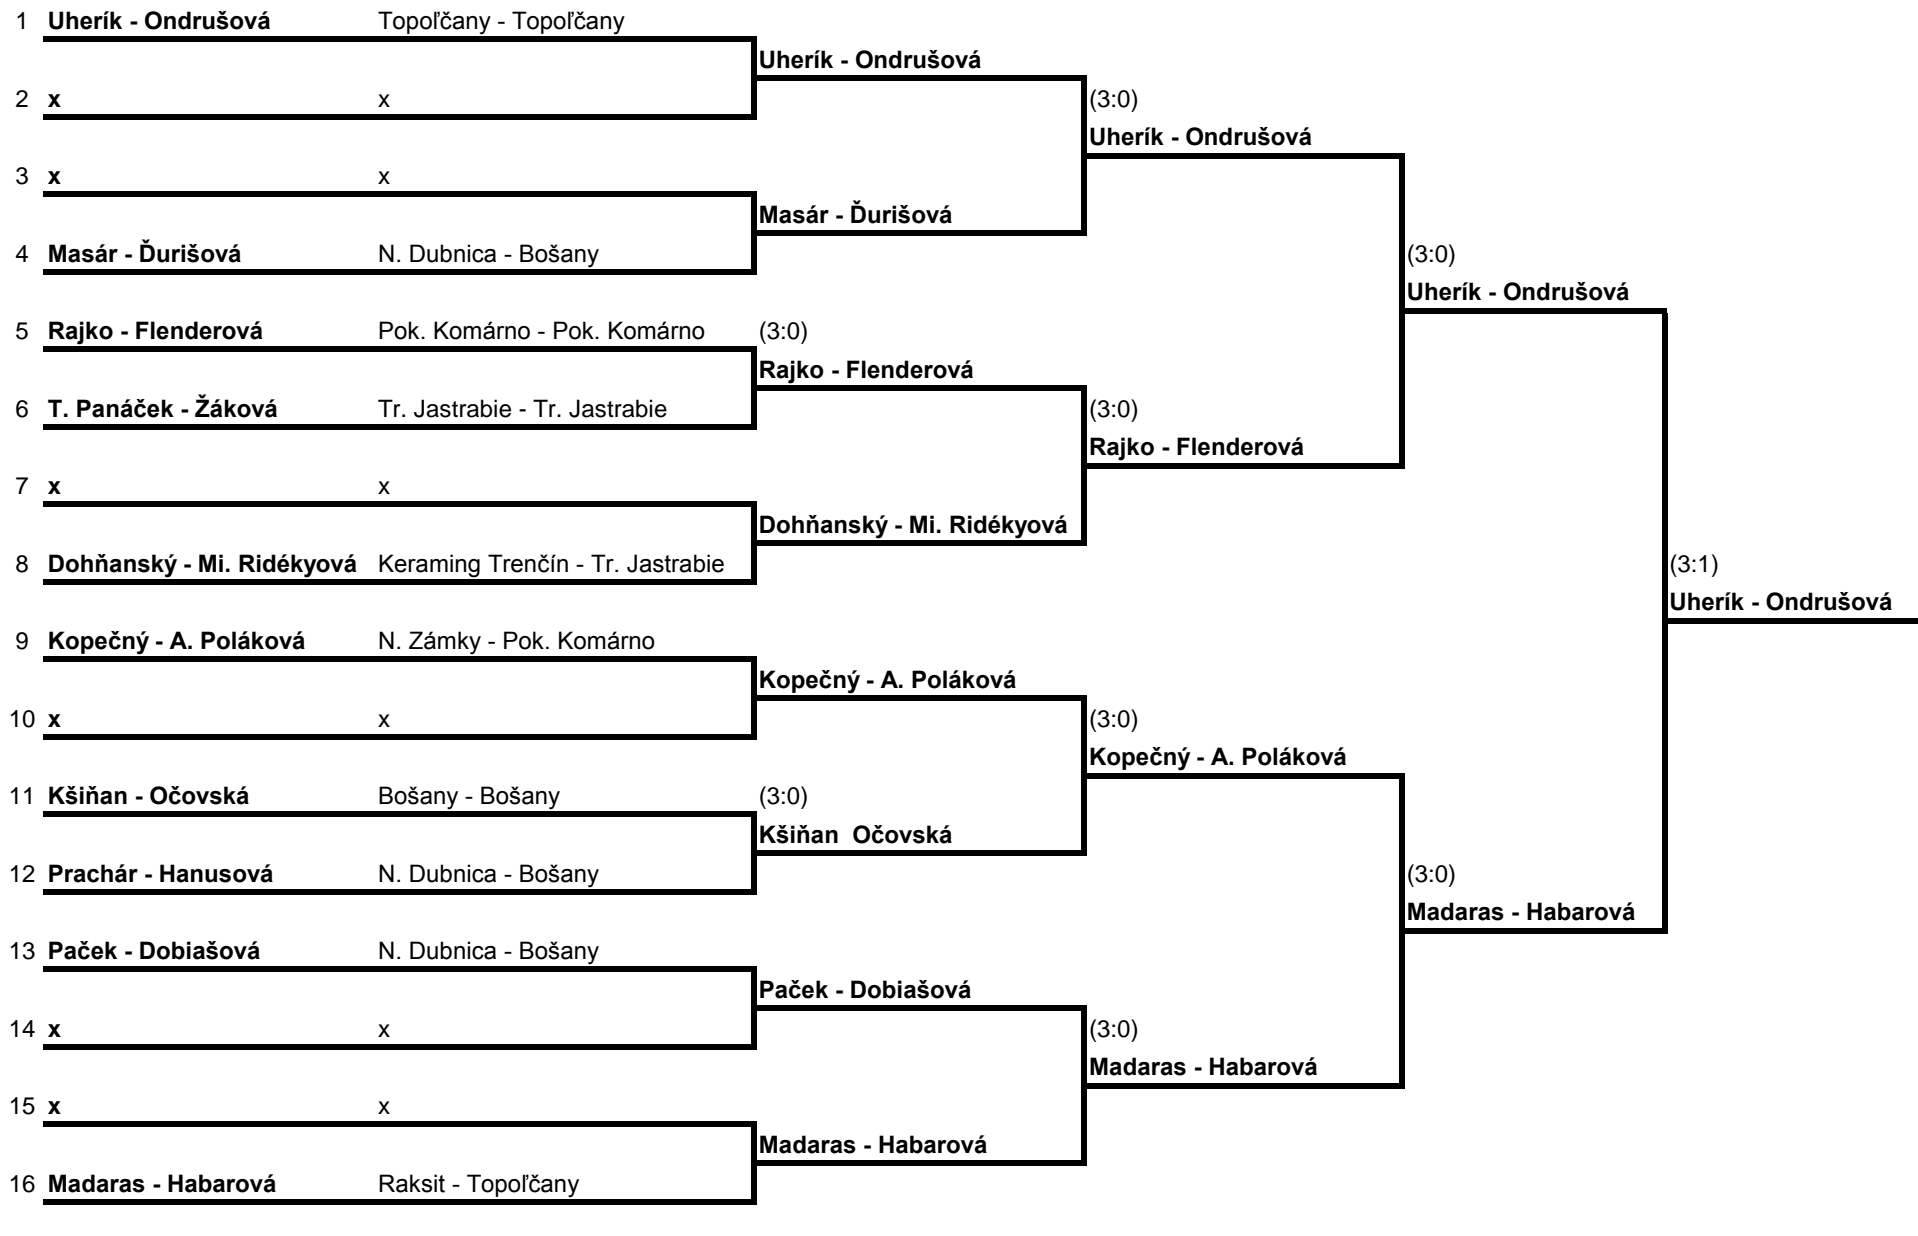 1 Uherík - Ondrušová Topoľčany - Topoľčany
Uherík - Ondrušová
2 x x (3:0)
Uherík - Ondrušová
3 x x
Masár - Ďurišová
4 Masár - Ďurišová N. Dubnica - Bošany (3:0)
Uherík - Ondrušová
5 Rajko - Flenderová Pok. Komárno - Pok. Komárno (3:0)
Rajko - Flenderová
6 T. Panáček - Žáková Tr. Jastrabie - Tr. Jastrabie (3:0)
Rajko - Flenderová
7 x x
Dohňanský - Mi. Ridékyová
8 Dohňanský - Mi. Ridékyová Keraming Trenčín - Tr. Jastrabie (3:1)
Uherík - Ondrušová
9 Kopečný - A. Poláková N. Zámky - Pok. Komárno
Kopečný - A. Poláková
10 x x (3:0)
Kopečný - A. Poláková
11 Kšiňan - Očovská Bošany - Bošany (3:0)
Kšiňan  Očovská
12 Prachár - Hanusová N. Dubnica - Bošany (3:0)
Madaras - Habarová
13 Paček - Dobiašová N. Dubnica - Bošany
Paček - Dobiašová
14 x x (3:0)
Madaras - Habarová
15 x x
Madaras - Habarová
16 Madaras - Habarová Raksit - Topoľčany